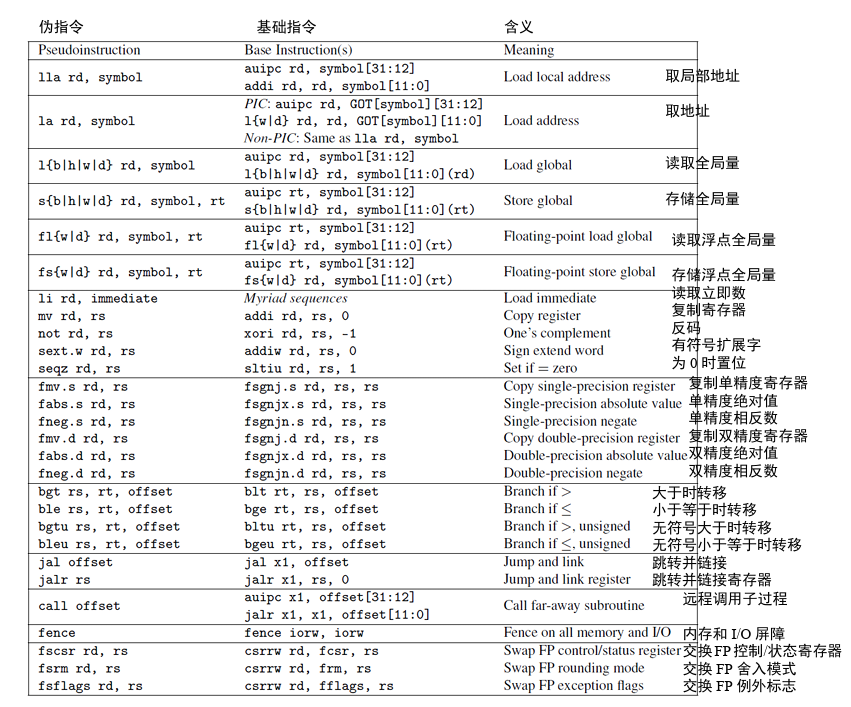 伪指令 基础指令 含义
Pseudoinstruction Base Instruction(s) Meaning
lla rd, symbol auipc rd, symbol[31:12] Load local address 取局部地址
addi rd, rd, symbol[11:0]
la rd, symbol PIC: auipc rd, GOT[symbol][31:12] Load address 取地址
l{w|d} rd, rd, GOT[symbol][11:0]
Non-PIC: Same as lla rd, symbol
l{b|h|w|d} rd, symbol auipc rd, symbol[31:12] Load global 读取全局量
l{b|h|w|d} rd, symbol[11:0](rd)
s{b|h|w|d} rd, symbol, rt auipc rt, symbol[31:12] Store global 存储全局量
s{b|h|w|d} rd, symbol[11:0](rt)
fl{w|d} rd, symbol, rt auipc rt, symbol[31:12] Floating-point load global 读取浮点全局量
fl{w|d} rd, symbol[11:0](rt)
fs{w|d} rd, symbol, rt auipc rt, symbol[31:12] Floating-point store global 存储浮点全局量
fs{w|d} rd, symbol[11:0](rt)
li rd, immediate Myriad sequences Load immediate 读取立即数
mv rd, rs addi rd, rs, 0 Copy register 复制寄存器
not rd, rs xori rd, rs, -1 One's complement 反码
sext.w rd, rs addiw rd, rs, 0 Sign extend word 有符号扩展字
seqz rd, rs sltiu rd, rs, 1 Set if = zero 为 0 时置位
fmv.s rd, rs fsgnj.s rd, rs, rs Copy single-precision register 复制单精度寄存器
fabs.s rd, rs fsgnjx.s rd, rs, rs Single-precision absolute value 单精度绝对值
fneg.s rd, rs fsgnjn.s rd, rs, rs Single-precision negate 单精度相反数
fmv.d rd, rs fsgnj.d rd, rs, rs Copy double-precision register 复制双精度寄存器
fabs.d rd, rs fsgnjx.d rd, rs, rs Double-precision absolute value 双精度绝对值
fneg.d rd, rs fsgnjn.d rd, rs, rs Double-precision negate 双精度相反数
bgt rs, rt, offset blt rt, rs, offset Branch if > 大于时转移
ble rs, rt, offset bge rt, rs, offset Branch if ≤ 小于等于时转移
bgtu rs, rt, offset bltu rt, rs, offset Branch if >, unsigned 无符号大于时转移
bleu rs, rt, offset bgeu rt, rs, offset Branch if ≤, unsigned 无符号小于等于时转移
jal offset jal x1, offset Jump and link 跳转并链接
jalr rs jalr x1, rs, 0 Jump and link register 跳转并链接寄存器
call offset auipc x1, offset[31:12] Call far-away subroutine 远程调用子过程
jalr x1, x1, offset[11:0]
fence fence iorw, iorw Fence on all memory and I/O 内存和 I/O 屏障
fscsr rd, rs csrrw rd, fcsr, rs Swap FP control/status register 交换 FP 控制/状态寄存器
fsrm rd, rs csrrw rd, frm, rs Swap FP rounding mode 交换 FP 舍入模式
fsflags rd, rs csrrw rd, fflags, rs Swap FP exception flags 交换 FP 例外标志